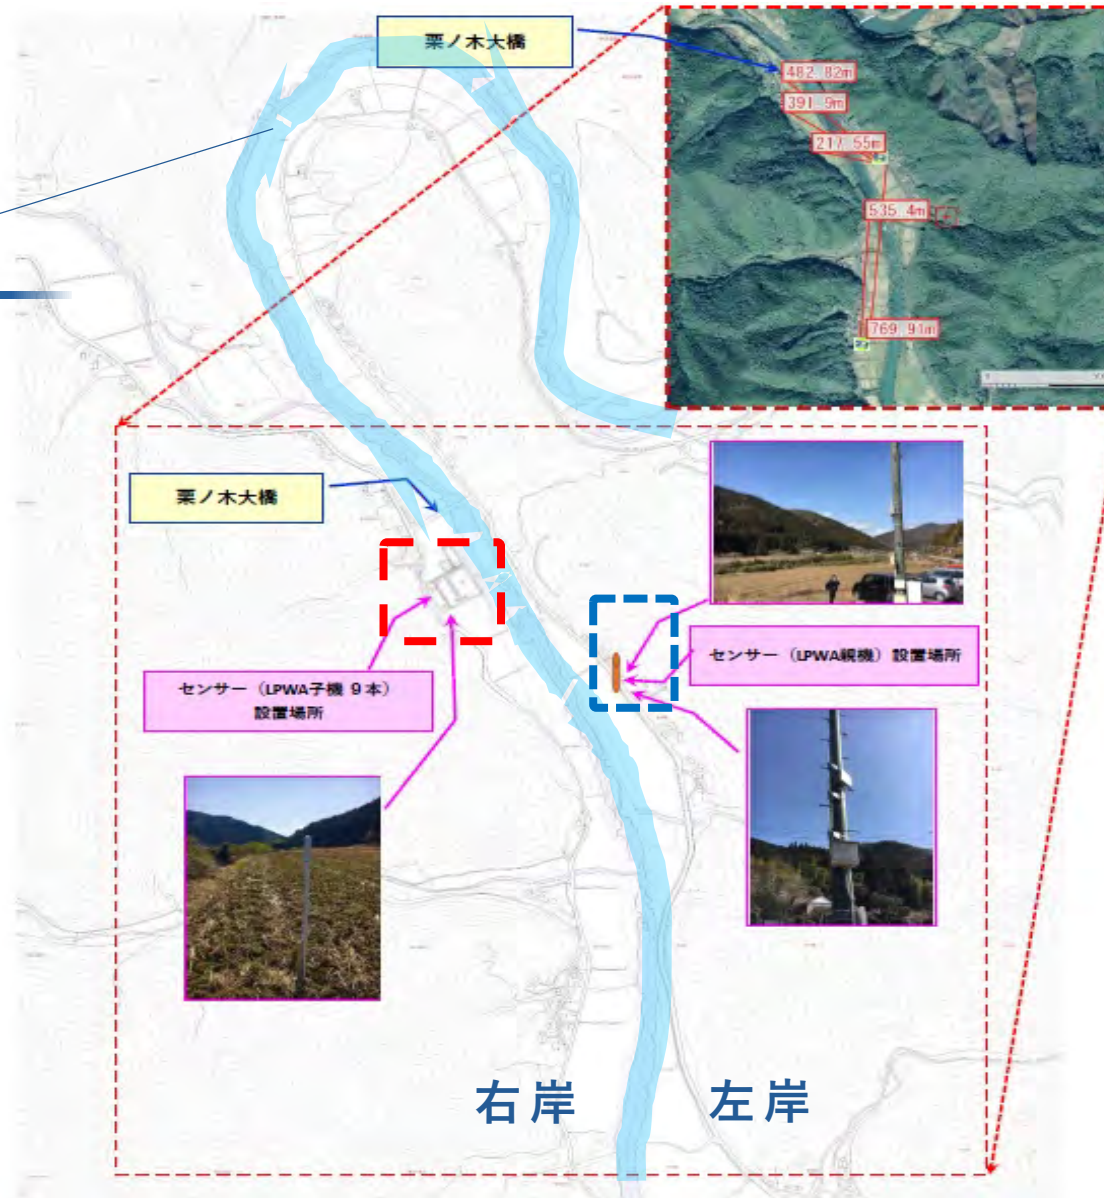 栗ノ木大橋
482.82m
391.9m
217.55m
535.4m
769.91m
栗ノ木大橋
センサー（LPWA子機 9本）
設置場所
センサー（LPWA親機）設置場所
右岸
左岸